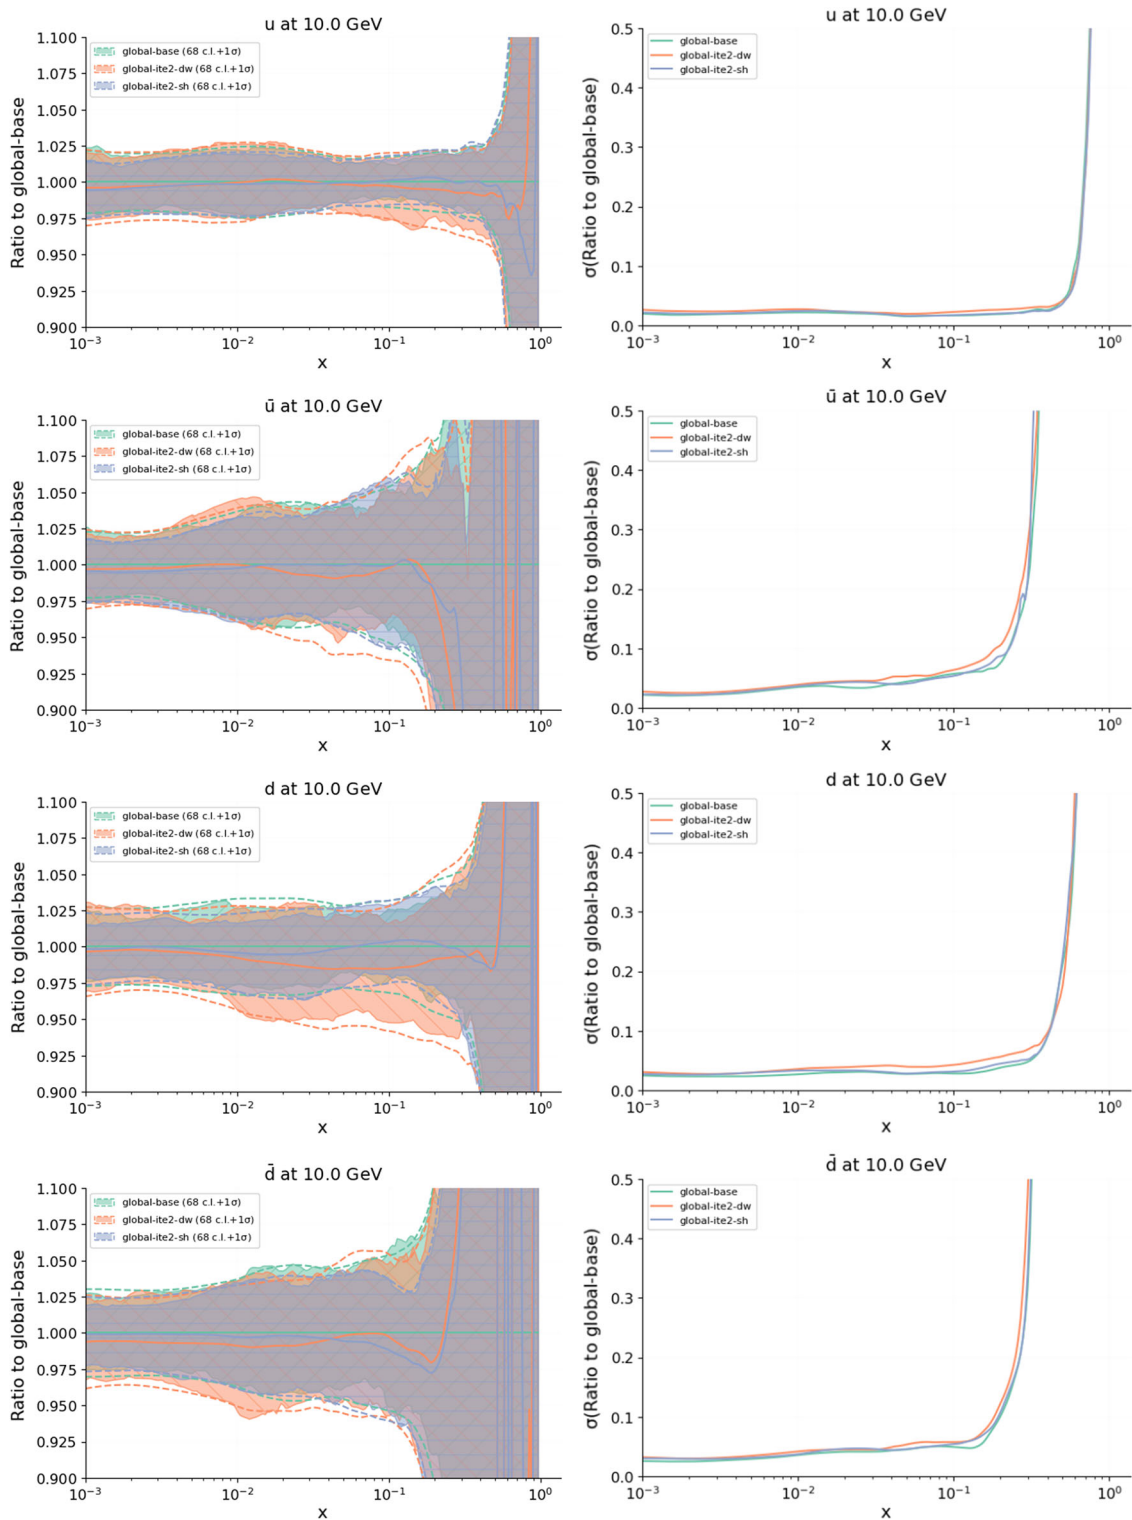 u at 10.0 GeV
Ratio to global-base
1.100
1.075
1.050
1.025
1.000
0.975
0.950
0.925
0.900
global-base (68 c.l.+1σ)
global-ite2-dw (68 c.l.+1σ)
global-ite2-sh (68 c.l.+1σ)
10⁻³ 10⁻² 10⁻¹ 10⁰
x
u at 10.0 GeV
σ(Ratio to global-base)
0.5
0.4
0.3
0.2
0.1
0.0
global-base
global-ite2-dw
global-ite2-sh
10⁻³ 10⁻² 10⁻¹ 10⁰
x
ū at 10.0 GeV
Ratio to global-base
1.100
1.075
1.050
1.025
1.000
0.975
0.950
0.925
0.900
global-base (68 c.l.+1σ)
global-ite2-dw (68 c.l.+1σ)
global-ite2-sh (68 c.l.+1σ)
10⁻³ 10⁻² 10⁻¹ 10⁰
x
ū at 10.0 GeV
σ(Ratio to global-base)
0.5
0.4
0.3
0.2
0.1
0.0
global-base
global-ite2-dw
global-ite2-sh
10⁻³ 10⁻² 10⁻¹ 10⁰
x
d at 10.0 GeV
Ratio to global-base
1.100
1.075
1.050
1.025
1.000
0.975
0.950
0.925
0.900
global-base (68 c.l.+1σ)
global-ite2-dw (68 c.l.+1σ)
global-ite2-sh (68 c.l.+1σ)
10⁻³ 10⁻² 10⁻¹ 10⁰
x
d at 10.0 GeV
σ(Ratio to global-base)
0.5
0.4
0.3
0.2
0.1
0.0
global-base
global-ite2-dw
global-ite2-sh
10⁻³ 10⁻² 10⁻¹ 10⁰
x
d̄ at 10.0 GeV
Ratio to global-base
1.100
1.075
1.050
1.025
1.000
0.975
0.950
0.925
0.900
global-base (68 c.l.+1σ)
global-ite2-dw (68 c.l.+1σ)
global-ite2-sh (68 c.l.+1σ)
10⁻³ 10⁻² 10⁻¹ 10⁰
x
d̄ at 10.0 GeV
σ(Ratio to global-base)
0.5
0.4
0.3
0.2
0.1
0.0
global-base
global-ite2-dw
global-ite2-sh
10⁻³ 10⁻² 10⁻¹ 10⁰
x